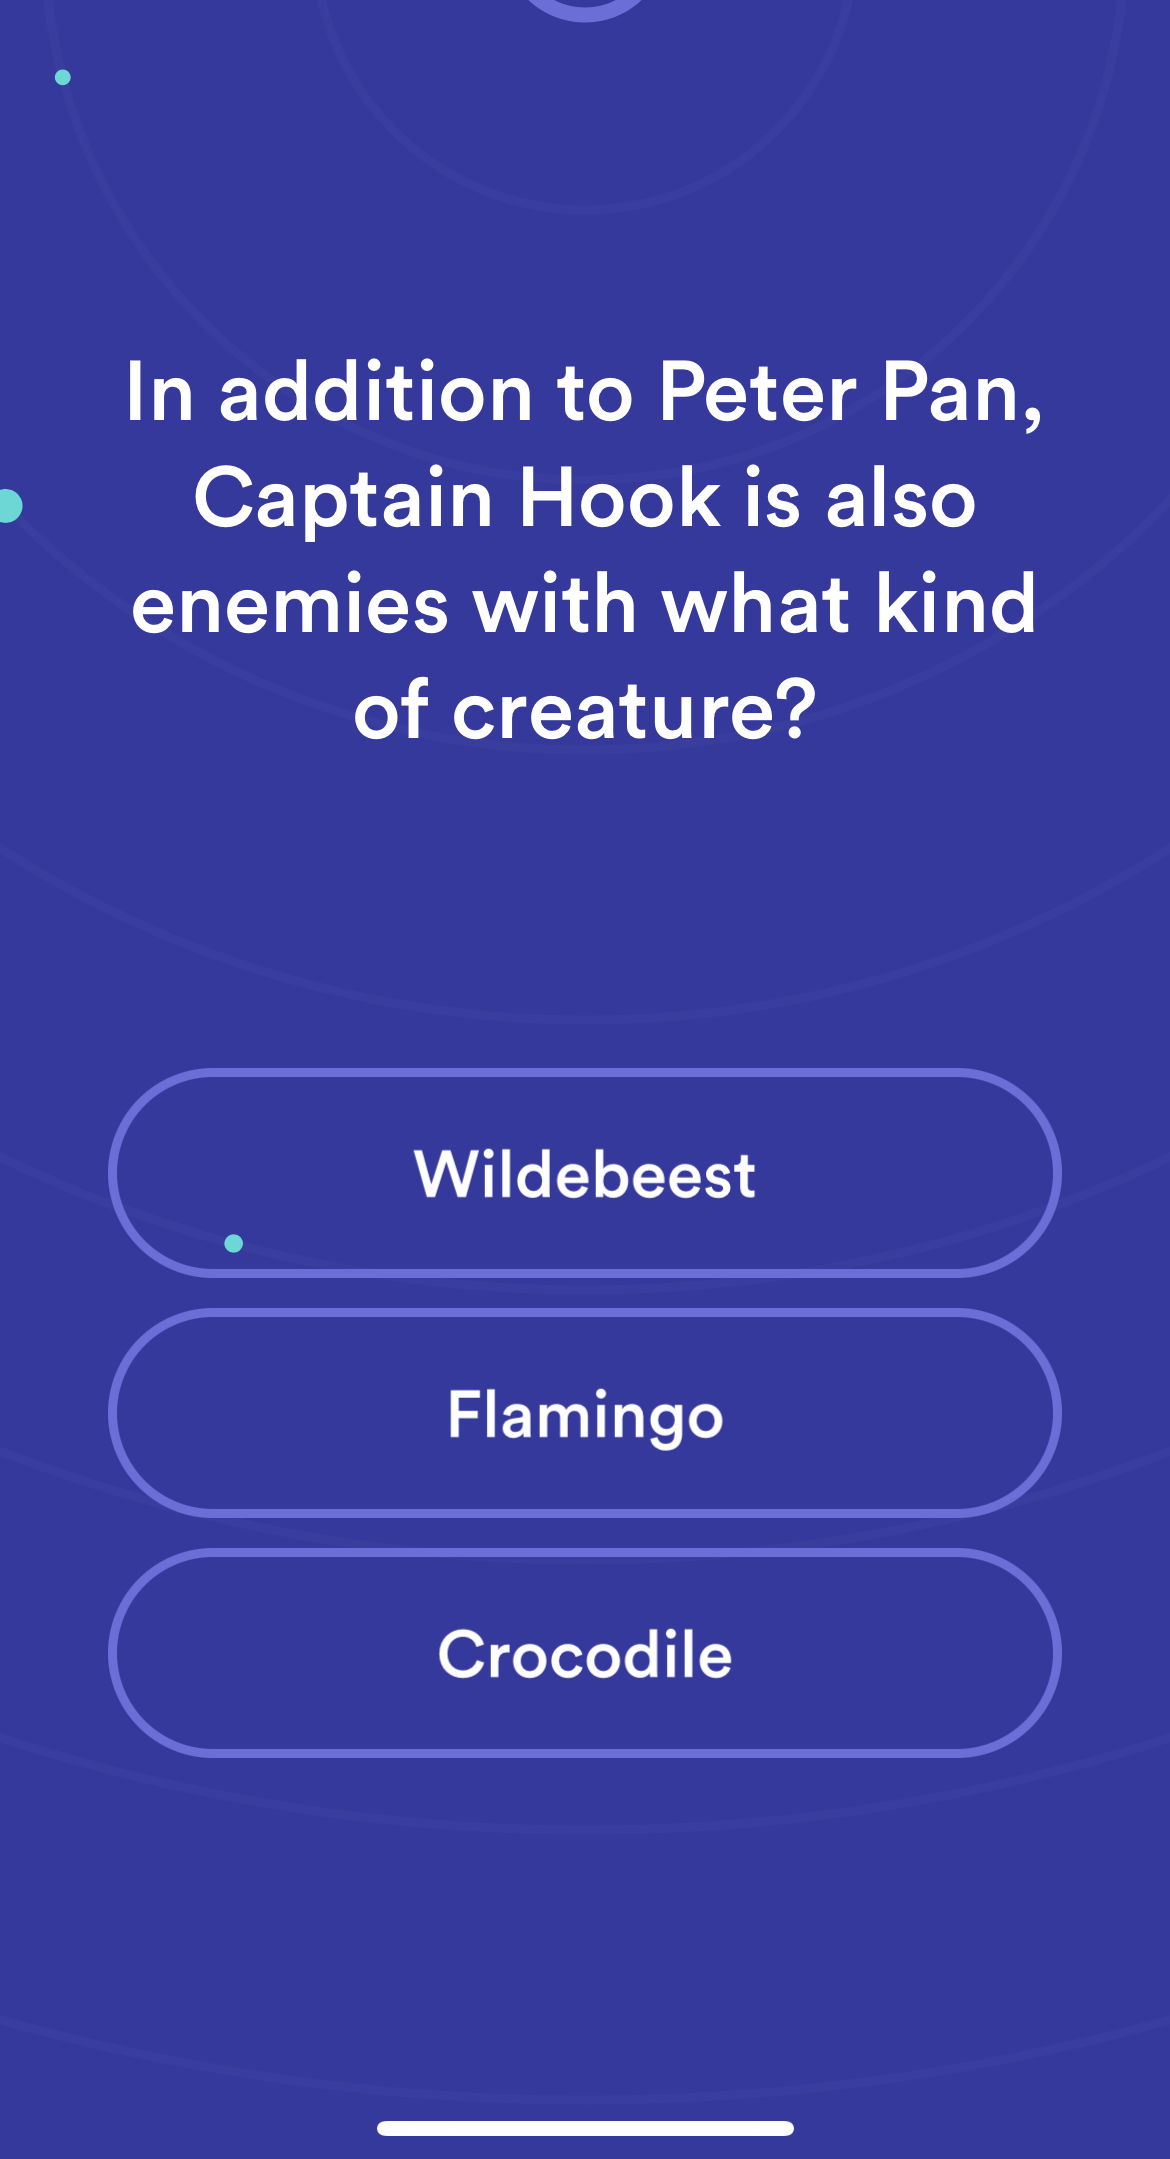 In addition to Peter Pan,
Captain Hook is also
enemies with what kind
of creature?
Wildebeest
Flamingo
Crocodile